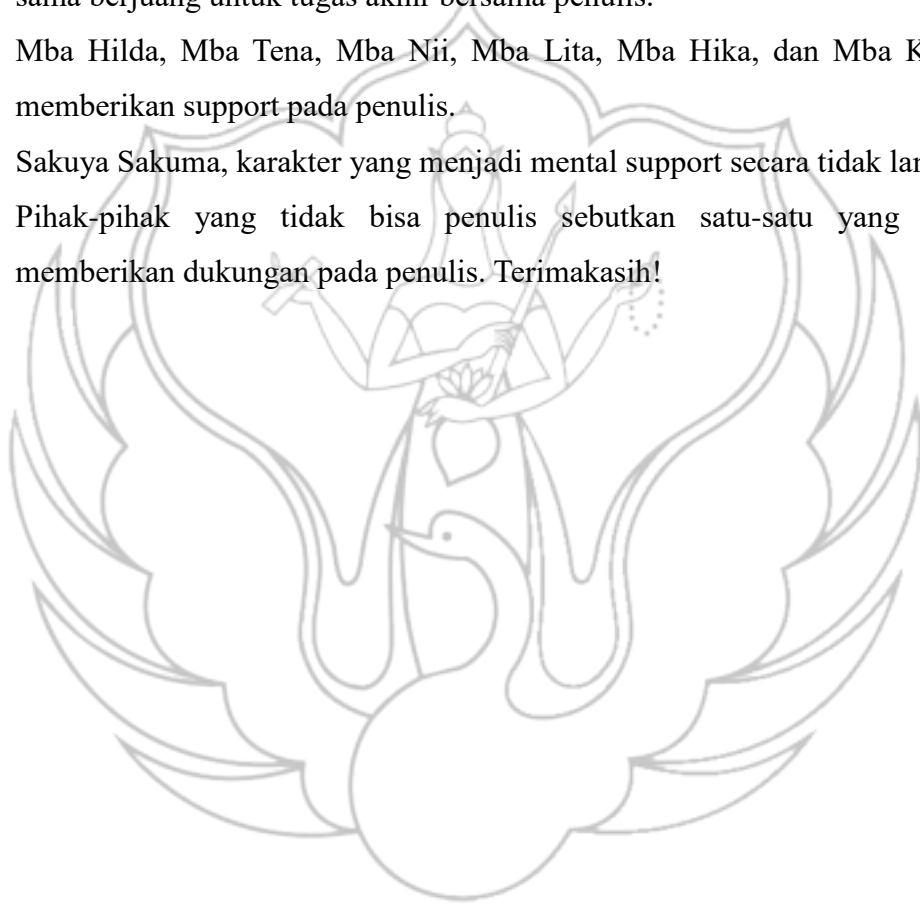 sama berjuang untuk tugas akhir bersama penulis.
Mba Hilda, Mba Tena, Mba Nii, Mba Lita, Mba Hika, dan Mba K
memberikan support pada penulis.
Sakuya Sakuma, karakter yang menjadi mental support secara tidak lan
Pihak-pihak yang tidak bisa penulis sebutkan satu-satu yang
memberikan dukungan pada penulis. Terimakasih!